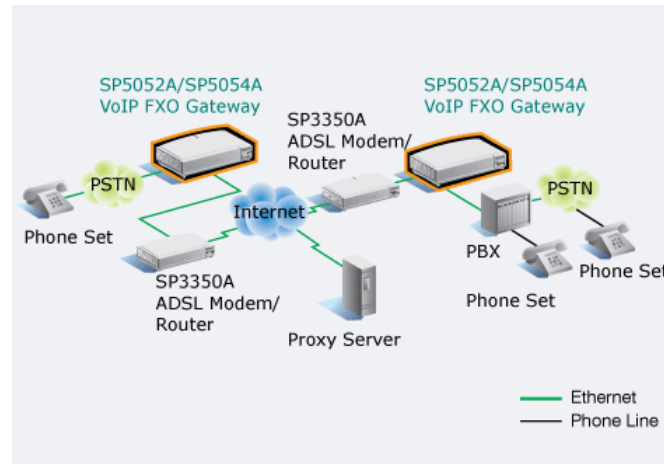 SP5052A/SP5054A
VoIP FXO Gateway
SP5052A/SP5054A
VoIP FXO Gateway
SP3350A
ADSL Modem/
Router
PSTN
PSTN
Internet
Phone Set
PBX
Phone Set
SP3350A
ADSL Modem/
Router
Phone Set
Proxy Server
Ethernet
Phone Line